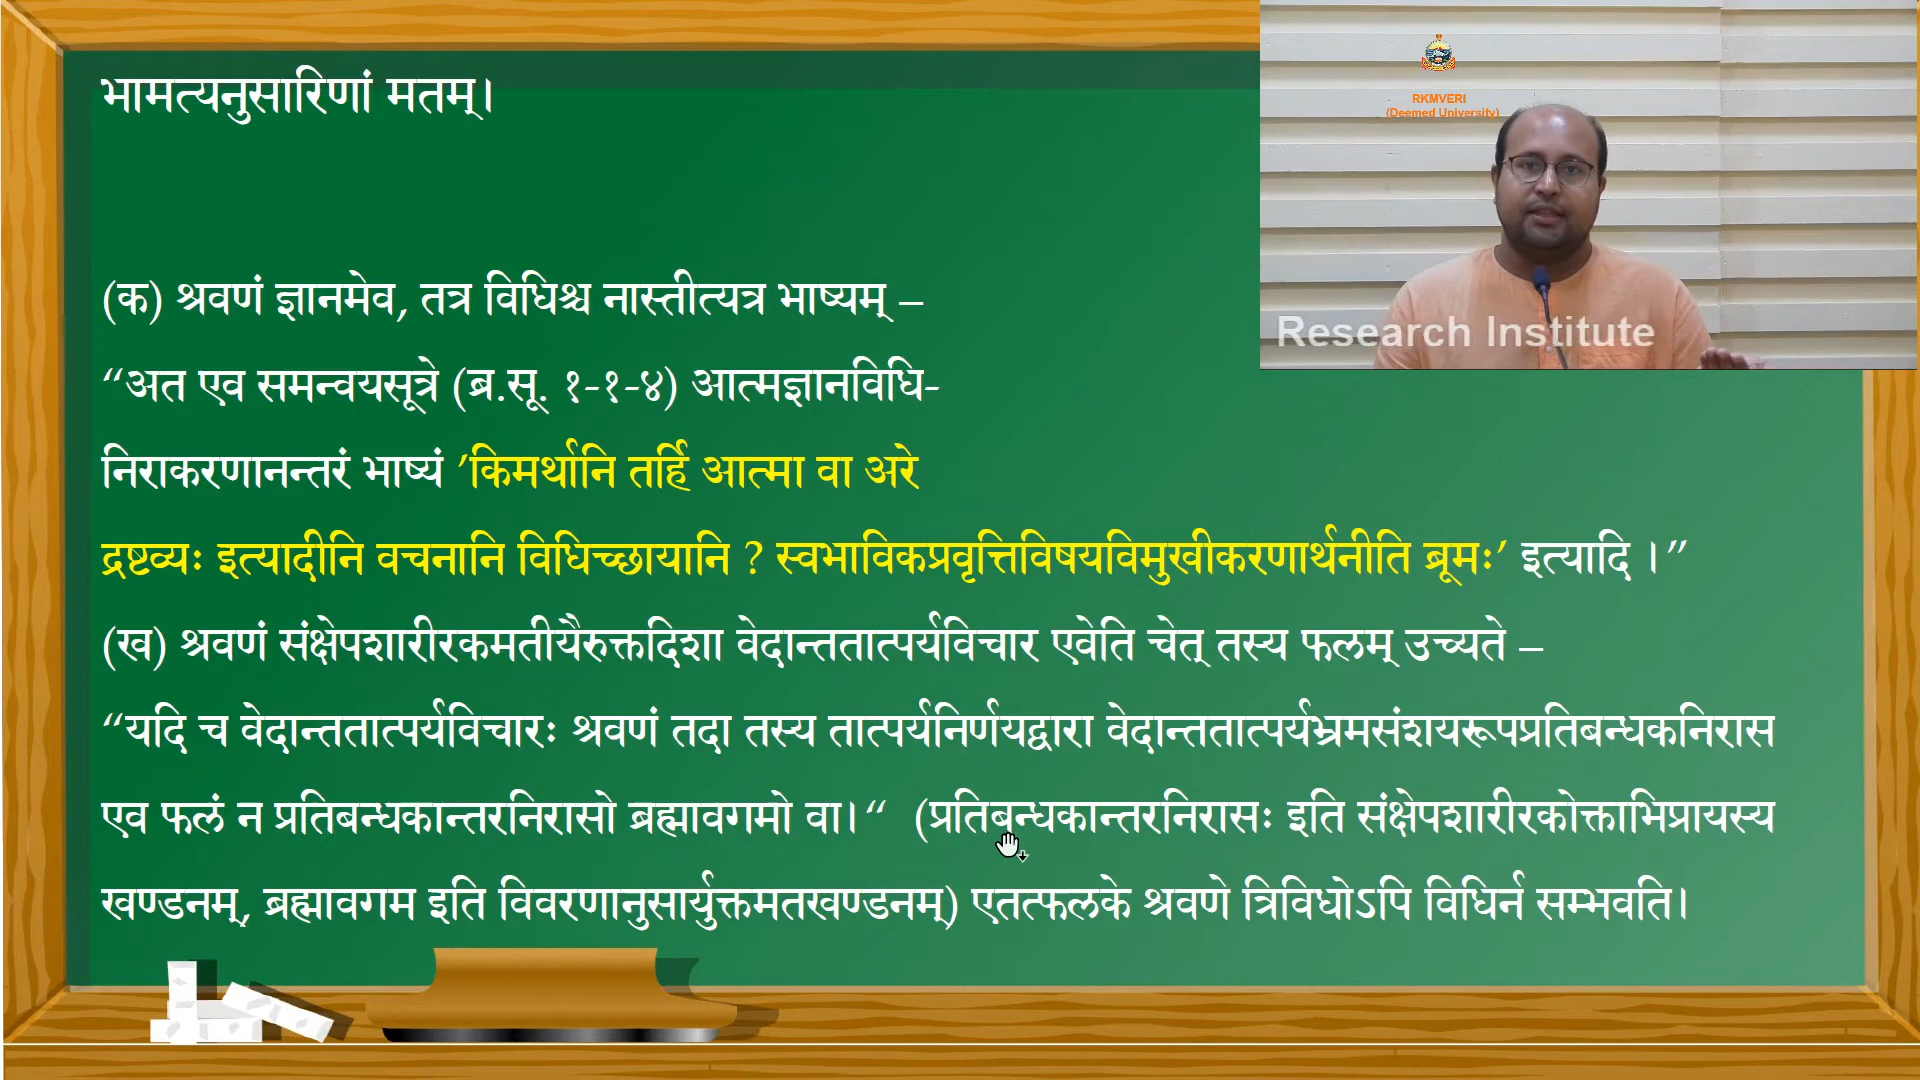 भामत्यनुसारिणां मतम्।
RKMVERI
(Deemed University)
Research Institute
(क) श्रवणं ज्ञानमेव, तत्र विधिश्च नास्तीत्यत्र भाष्यम् –
“अत एव समन्वयसूत्रे (ब्र.सू. १-१-४) आत्मज्ञानविधि-
निराकरणानन्तरं भाष्यं ’किमर्थानि तर्हि आत्मा वा अरे
द्रष्टव्यः इत्यादीनि वचनानि विधिच्छायानि ? स्वभाविकप्रवृत्तिविषयविमुखीकरणार्थनीति ब्रूमः’ इत्यादि ।”
(ख) श्रवणं संक्षेपशारीरकमतीयैरुक्तदिशा वेदान्ततात्पर्यविचार एवेति चेत् तस्य फलम् उच्यते –
“यदि च वेदान्ततात्पर्यविचारः श्रवणं तदा तस्य तात्पर्यनिर्णयद्वारा वेदान्ततात्पर्यभ्रमसंशयरूपप्रतिबन्धकनिरास
एव फलं न प्रतिबन्धकान्तरनिरासो ब्रह्मावगमो वा।“ (प्रतिबन्धकान्तरनिरासः इति संक्षेपशारीरकोक्ताभिप्रायस्य
खण्डनम्, ब्रह्मावगम इति विवरणानुसार्युक्तमतखण्डनम्) एतत्फलके श्रवणे त्रिविधोऽपि विधिर्न सम्भवति।